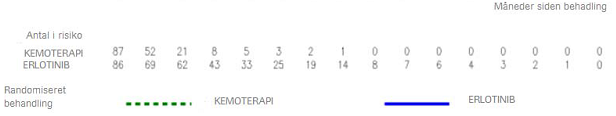 Måneder siden behadling
Antal i risiko
KEMOTERAPI 87 52 21 8 5 3 2 1 0 0 0 0 0 0 0 0
ERLOTINIB 86 69 62 43 33 25 19 14 8 7 6 4 3 2 1 0
Randomiseret
behandling
KEMOTERAPI
ERLOTINIB